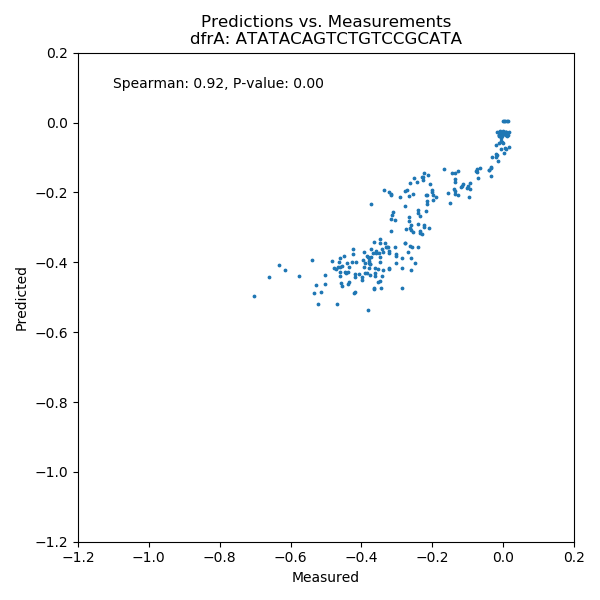 Predictions vs. Measurements
dfrA: ATATACAGTCTGTCCGCATA
Spearman: 0.92, P-value: 0.00
0.2
0.0
−0.2
−0.4
−0.6
−0.8
−1.0
−1.2
Predicted
−1.2 −1.0 −0.8 −0.6 −0.4 −0.2 0.0 0.2
Measured